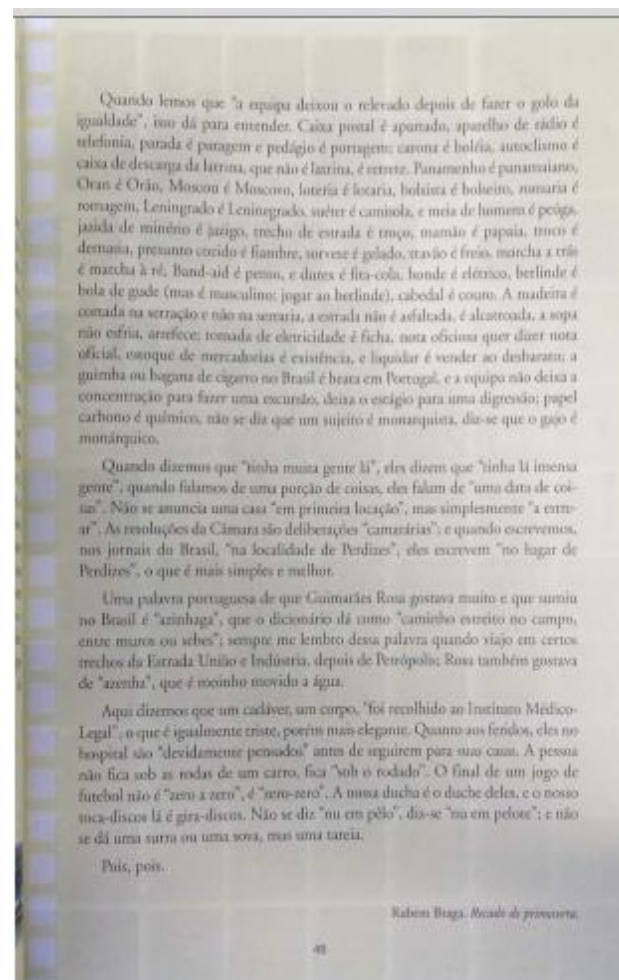 Quando lemos que "a equipa deixou o relevado depois de fazer o golo da
igualdade", isso dá para entender. Caixa postal é apartado, aparelho de rádio é
telefonia, parada é paragem e pedágio é portagem; carona é boléia, autoclismo é
caixa de descarga da latrina, que não é latrina, é retrete. Panamenho é panamaiano,
Oran é Orão, Moscou é Moscovo, loteria é lotaria, bolsista é bolseiro, romaria é
romagem, Leningrado é Leninegrado, suéter é camisola, e meia de homem é peúga,
jazida de minério é jazigo, trecho de estrada é troço, mamão é papaia, troco é
demasia, presunto cozido é fiambre, sorvete é gelado, travão é freio, marcha a trás
é marcha à ré, Band-aid é penso, e durex é fita-cola, bonde é elétrico, berlinde é
bola de gude (mas é masculino: jogar ao berlinde), cabedal é couro. A madeira é
cortada na serração e não na serraria, a estrada não é asfaltada, é alcatroada, a sopa
não esfria, arrefece; tomada de eletricidade é ficha, nota oficiosa quer dizer nota
oficial, estoque de mercadorias é existência, e liquidar é vender ao desbarato; a
guimba ou bagana de cigarro no Brasil é beata em Portugal, e a equipa não deixa a
concentração para fazer uma excursão, deixa o estágio para uma digressão; papel
carbono é químico, não se diz que um sujeito é monarquista, diz-se que o gajo é
monárquico.
Quando dizemos que "tinha muita gente lá", eles dizem que "tinha lá imensa
gente", quando falamos de uma porção de coisas, eles falam de "uma data de coi-
sas". Não se anuncia uma casa "em primeira locação", mas simplesmente "a estre-
ar". As resoluções da Câmara são deliberações "camarárias"; e quando escrevemos,
nos jornais do Brasil, "na localidade de Perdizes", eles escrevem "no lugar de
Perdizes", o que é mais simples e melhor.
Uma palavra portuguesa de que Guimarães Rosa gostava muito e que sumiu
no Brasil é "azinhaga", que o dicionário dá como "caminho estreito no campo,
entre muros ou sebes"; sempre me lembro dessa palavra quando viajo em certos
trechos da Estrada União e Indústria, depois de Petrópolis; Rosa também gostava
de "azenha", que é moinho movido a água.
Aqui dizemos que um cadáver, um corpo, "foi recolhido ao Instituto Médico-
Legal", o que é igualmente triste, porém mais elegante. Quanto aos feridos, eles no
hospital são "devidamente pensados" antes de seguirem para suas casas. A pessoa
não fica sob as rodas de um carro, fica "sob o rodado". O final de um jogo de
futebol não é "zero a zero", é "zero-zero". A nossa ducha é o duche deles, e o nosso
toca-discos lá é gira-discos. Não se diz "nu em pêlo", diz-se "nu em pelote"; e não
se dá uma surra ou uma sova, mas uma tareia.
Pois, pois.
Rubem Braga. Recado de primavera.
48